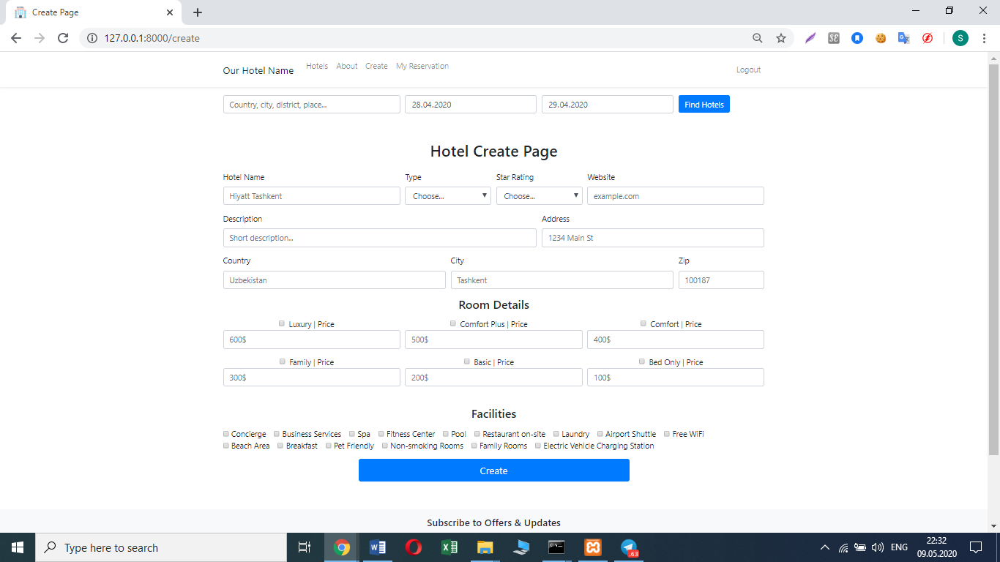 Create Page
127.0.0.1:8000/create
S
Our Hotel Name Hotels About Create My Reservation Logout
Country, city, district, place... 28.04.2020 29.04.2020 Find Hotels
Hotel Create Page
Hotel Name Type Star Rating Website
Hiyatt Tashkent Choose... Choose... example.com
Description Address
Short description... 1234 Main St
Country City Zip
Uzbekistan Tashkent 100187
Room Details
Luxury | Price Comfort Plus | Price Comfort | Price
600$ 500$ 400$
Family | Price Basic | Price Bed Only | Price
300$ 200$ 100$
Facilities
Concierge Business Services Spa Fitness Center Pool Restaurant on-site Laundry Airport Shuttle Free WiFi
Beach Area Breakfast Pet Friendly Non-smoking Rooms Family Rooms Electric Vehicle Charging Station
Create
Subscribe to Offers & Updates
Type here to search .63 ENG 22:32
09.05.2020